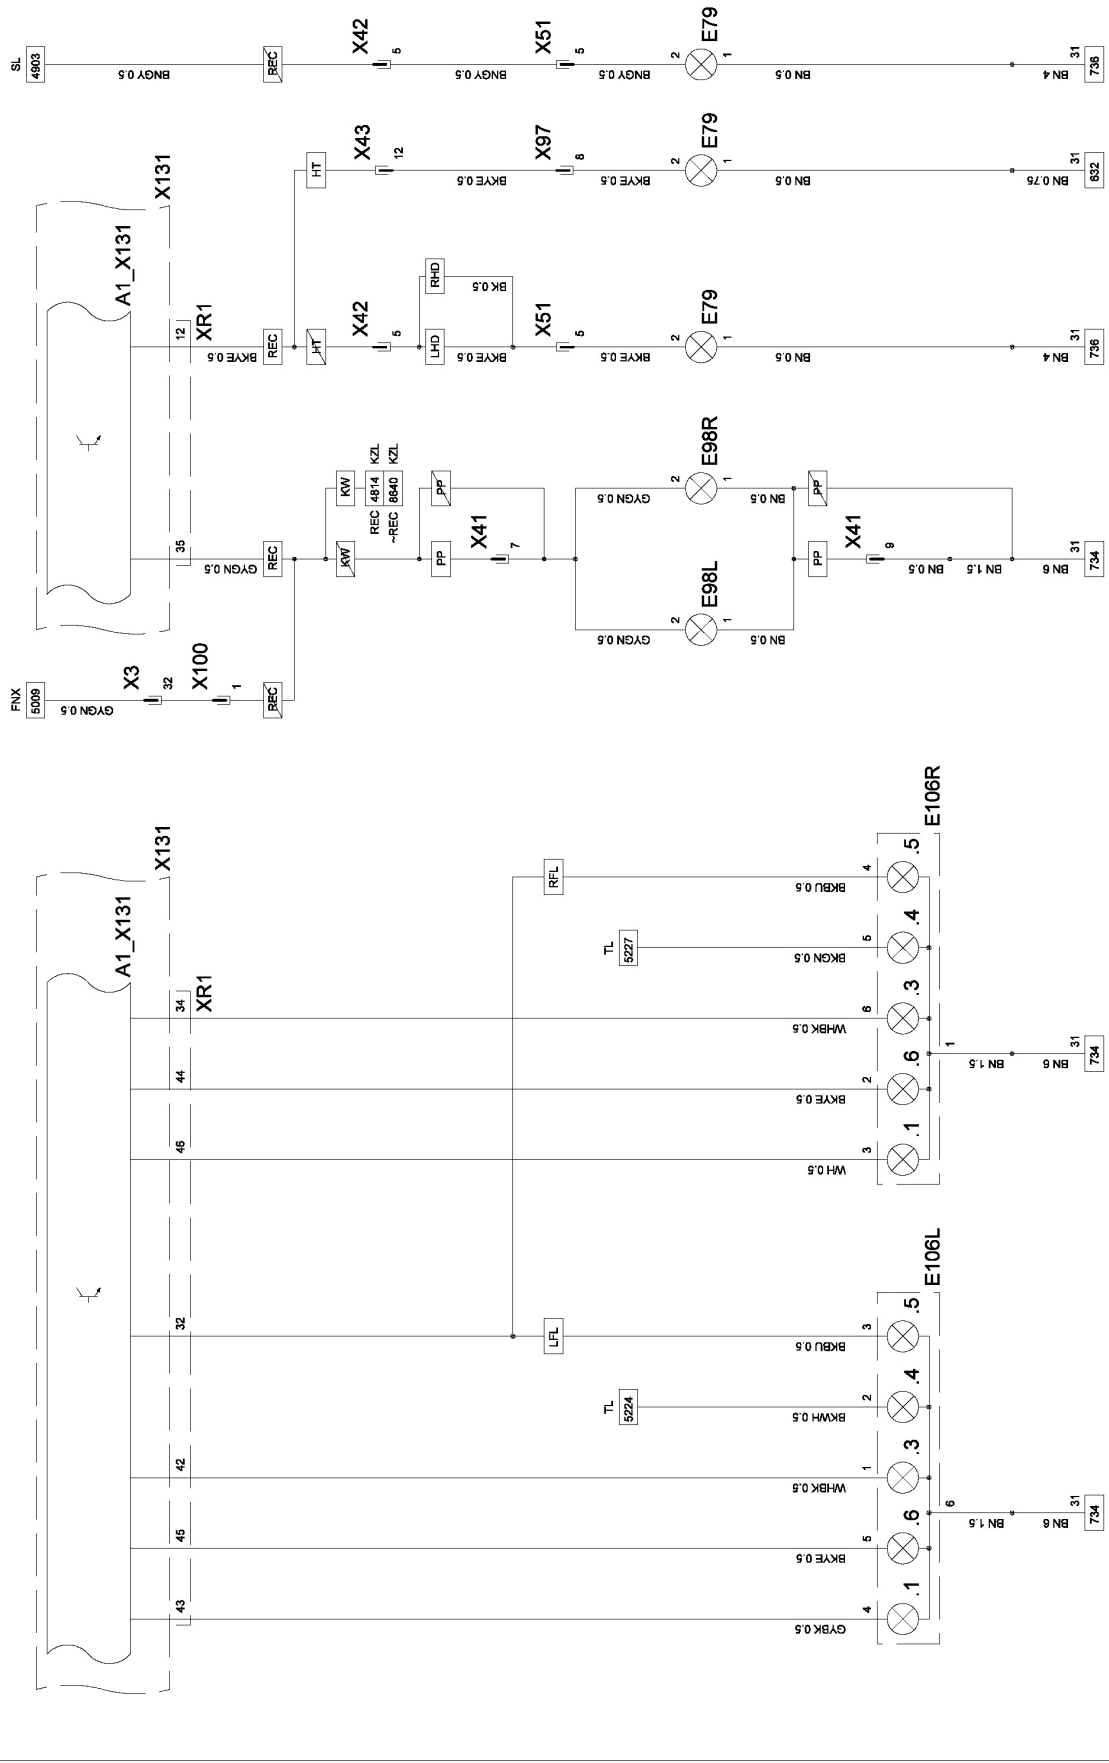 SL
4903
BNGY 0.5
REC
X42
5
BNGY 0.5
X51
5
BNGY 0.5
2
E79
1
BN 0.5
BN 4
31
736
X131
A1_X131
HT
X43
12
BKYE 0.5
X97
8
BKYE 0.5
2
E79
1
BN 0.5
BN 0.75
31
632
12
XR1
BKYE 0.5
REC
HT
X42
5
RHD
BK 0.5
LHD
BKYE 0.5
X51
5
BKYE 0.5
2
E79
1
BN 0.5
BN 4
31
736
35
GYGN 0.5
REC
KW
KW
REC 4814 KZL
~REC 8640 KZL
PP
PP
X41
7
GYGN 0.5
2
E98R
1
BN 0.5
GYGN 0.5
2
E98L
1
BN 0.5
PP
PP
X41
9
BN 0.5
BN 1.5
BN 6
31
734
FNX
5009
GYGN 0.5
X3
32
X100
1
REC
X131
A1_X131
XR1
34
44
46
32
42
45
43
RFL
LFL
TL
5227
TL
5224
E106R
BKBU 0.5
4
.5
BKGN 0.5
5
.4
WHBK 0.5
6
.3
BKYE 0.5
2
.6
WH 0.5
3
.1
1
BN 1.5
BN 6
31
734
E106L
BKBU 0.5
3
.5
BKWH 0.5
2
.4
WHBK 0.5
1
.3
BKYE 0.5
5
.6
GYBK 0.5
4
.1
6
BN 1.5
BN 6
31
734